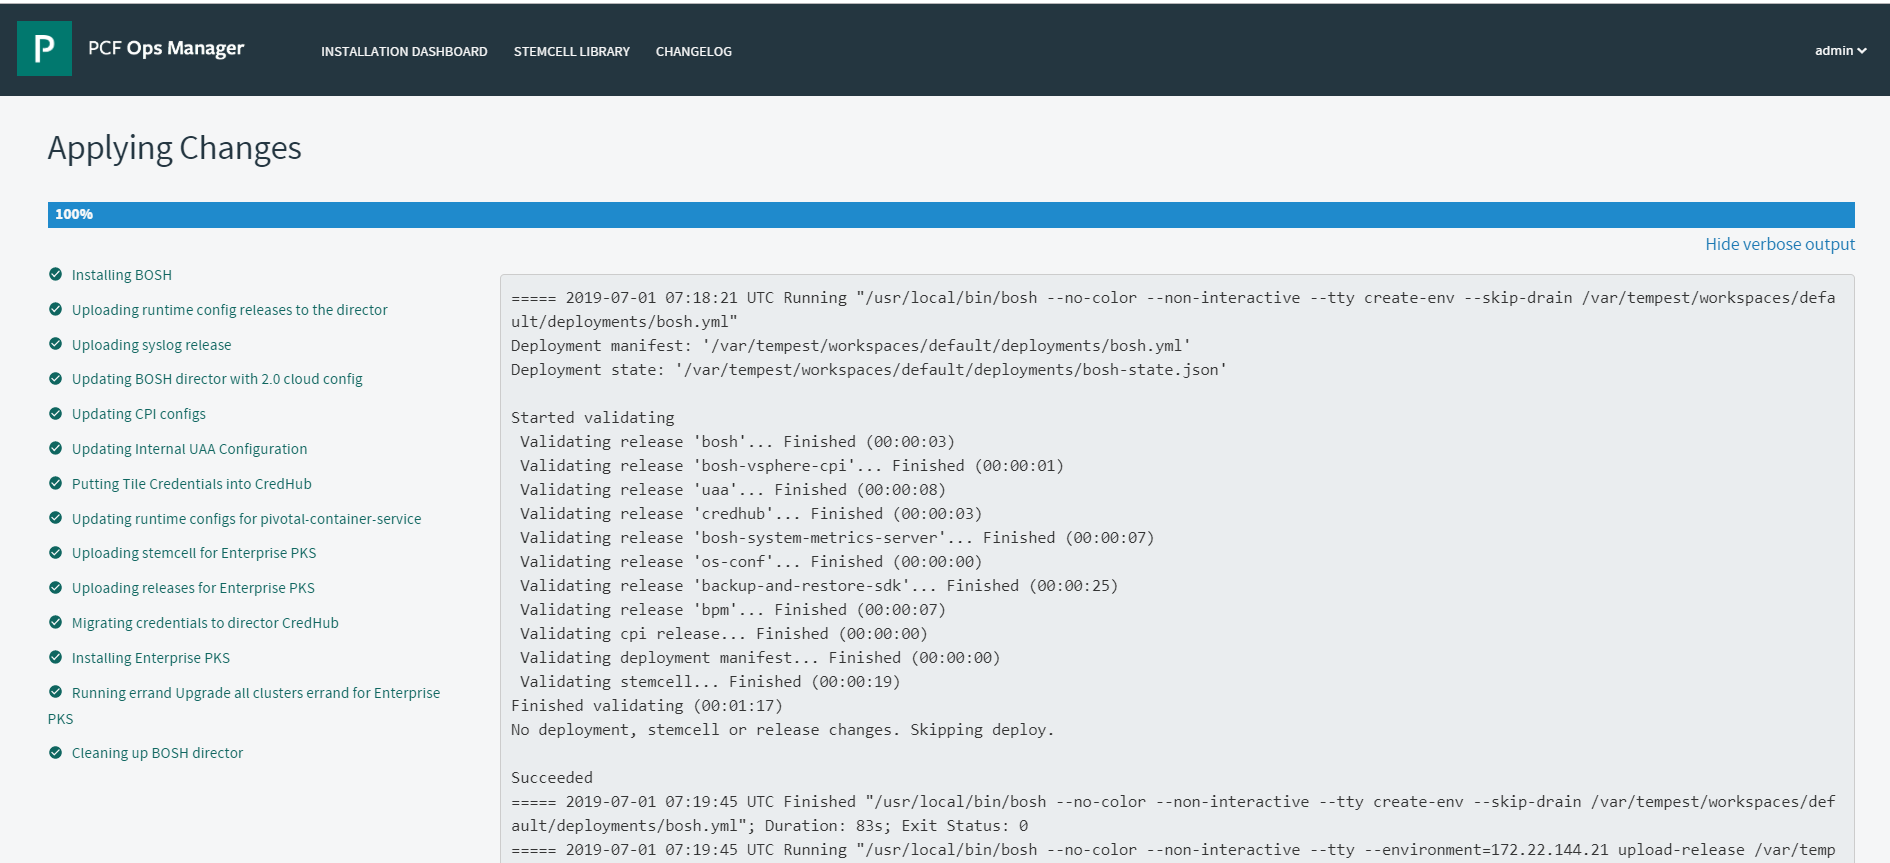 P PCF Ops Manager INSTALLATION DASHBOARD STEMCELL LIBRARY CHANGELOG admin
Applying Changes
100%
Hide verbose output
Installing BOSH
Uploading runtime config releases to the director
Uploading syslog release
Updating BOSH director with 2.0 cloud config
Updating CPI configs
Updating Internal UAA Configuration
Putting Tile Credentials into CredHub
Updating runtime configs for pivotal-container-service
Uploading stemcell for Enterprise PKS
Uploading releases for Enterprise PKS
Migrating credentials to director CredHub
Installing Enterprise PKS
Running errand Upgrade all clusters errand for Enterprise
PKS
Cleaning up BOSH director
===== 2019-07-01 07:18:21 UTC Running "/usr/local/bin/bosh --no-color --non-interactive --tty create-env --skip-drain /var/tempest/workspaces/defa
ult/deployments/bosh.yml"
Deployment manifest: '/var/tempest/workspaces/default/deployments/bosh.yml'
Deployment state: '/var/tempest/workspaces/default/deployments/bosh-state.json'
Started validating
Validating release 'bosh'... Finished (00:00:03)
Validating release 'bosh-vsphere-cpi'... Finished (00:00:01)
Validating release 'uaa'... Finished (00:00:08)
Validating release 'credhub'... Finished (00:00:03)
Validating release 'bosh-system-metrics-server'... Finished (00:00:07)
Validating release 'os-conf'... Finished (00:00:00)
Validating release 'backup-and-restore-sdk'... Finished (00:00:25)
Validating release 'bpm'... Finished (00:00:07)
Validating cpi release... Finished (00:00:00)
Validating deployment manifest... Finished (00:00:00)
Validating stemcell... Finished (00:00:19)
Finished validating (00:01:17)
No deployment, stemcell or release changes. Skipping deploy.
Succeeded
===== 2019-07-01 07:19:45 UTC Finished "/usr/local/bin/bosh --no-color --non-interactive --tty create-env --skip-drain /var/tempest/workspaces/def
ault/deployments/bosh.yml"; Duration: 83s; Exit Status: 0
===== 2019-07-01 07:19:45 UTC Running "/usr/local/bin/bosh --no-color --non-interactive --tty --environment=172.22.144.21 upload-release /var/temp